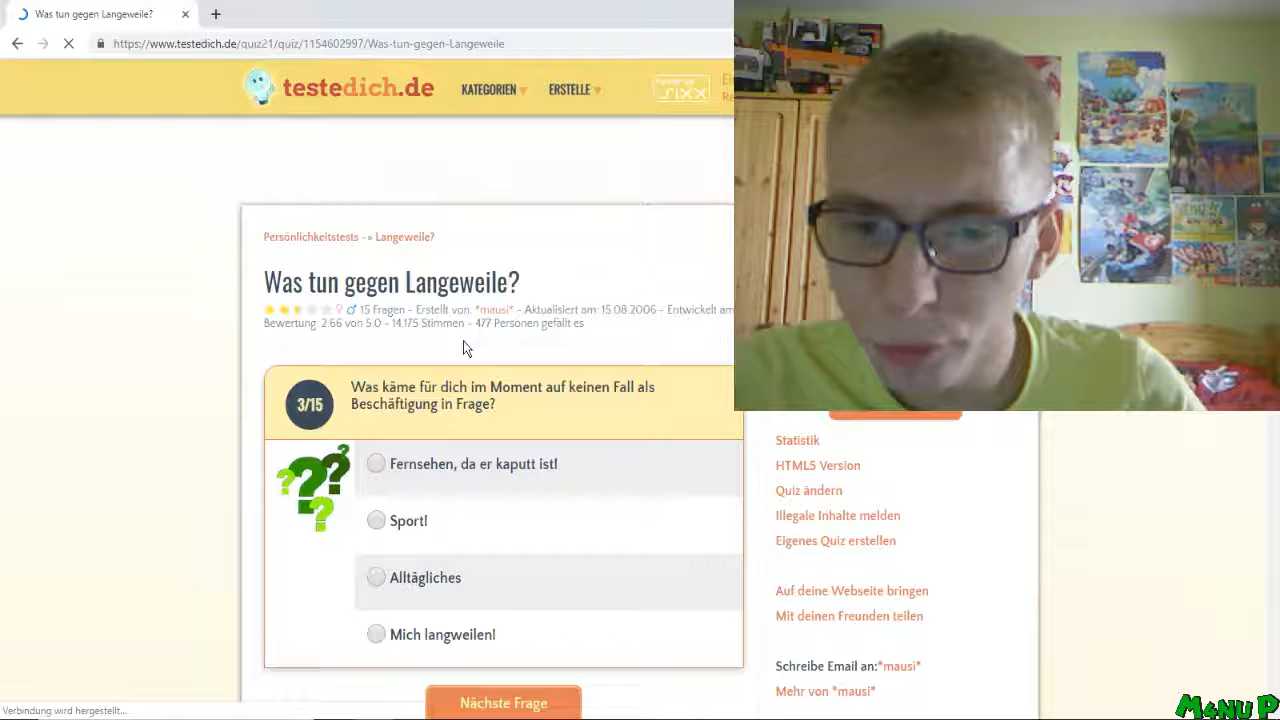 Was tun gegen Langeweile?
https://www.testedich.de/quiz21/quiz/1154602997/Was-tun-gegen-Langeweile
testedich.de
KATEGORIEN
ERSTELLE
sixx
Persönlichkeitstests -» Langeweile?
Was tun gegen Langeweile?
15 Fragen - Erstellt von: *mausi* - Aktualisiert am: 15.08.2006 - Entwickelt am
Bewertung: 2.66 von 5.0 - 14.175 Stimmen - 477 Personen gefällt es
3/15
Was käme für dich im Moment auf keinen Fall als
Beschäftigung in Frage?
Fernsehen, da er kaputt ist!
Sport!
Alltägliches
Mich langweilen!
Nächste Frage
Statistik
HTML5 Version
Quiz ändern
Illegale Inhalte melden
Eigenes Quiz erstellen
Auf deine Webseite bringen
Mit deinen Freunden teilen
Schreibe Email an:*mausi*
Mehr von *mausi*
Verbindung wird hergestellt...
M4NU P